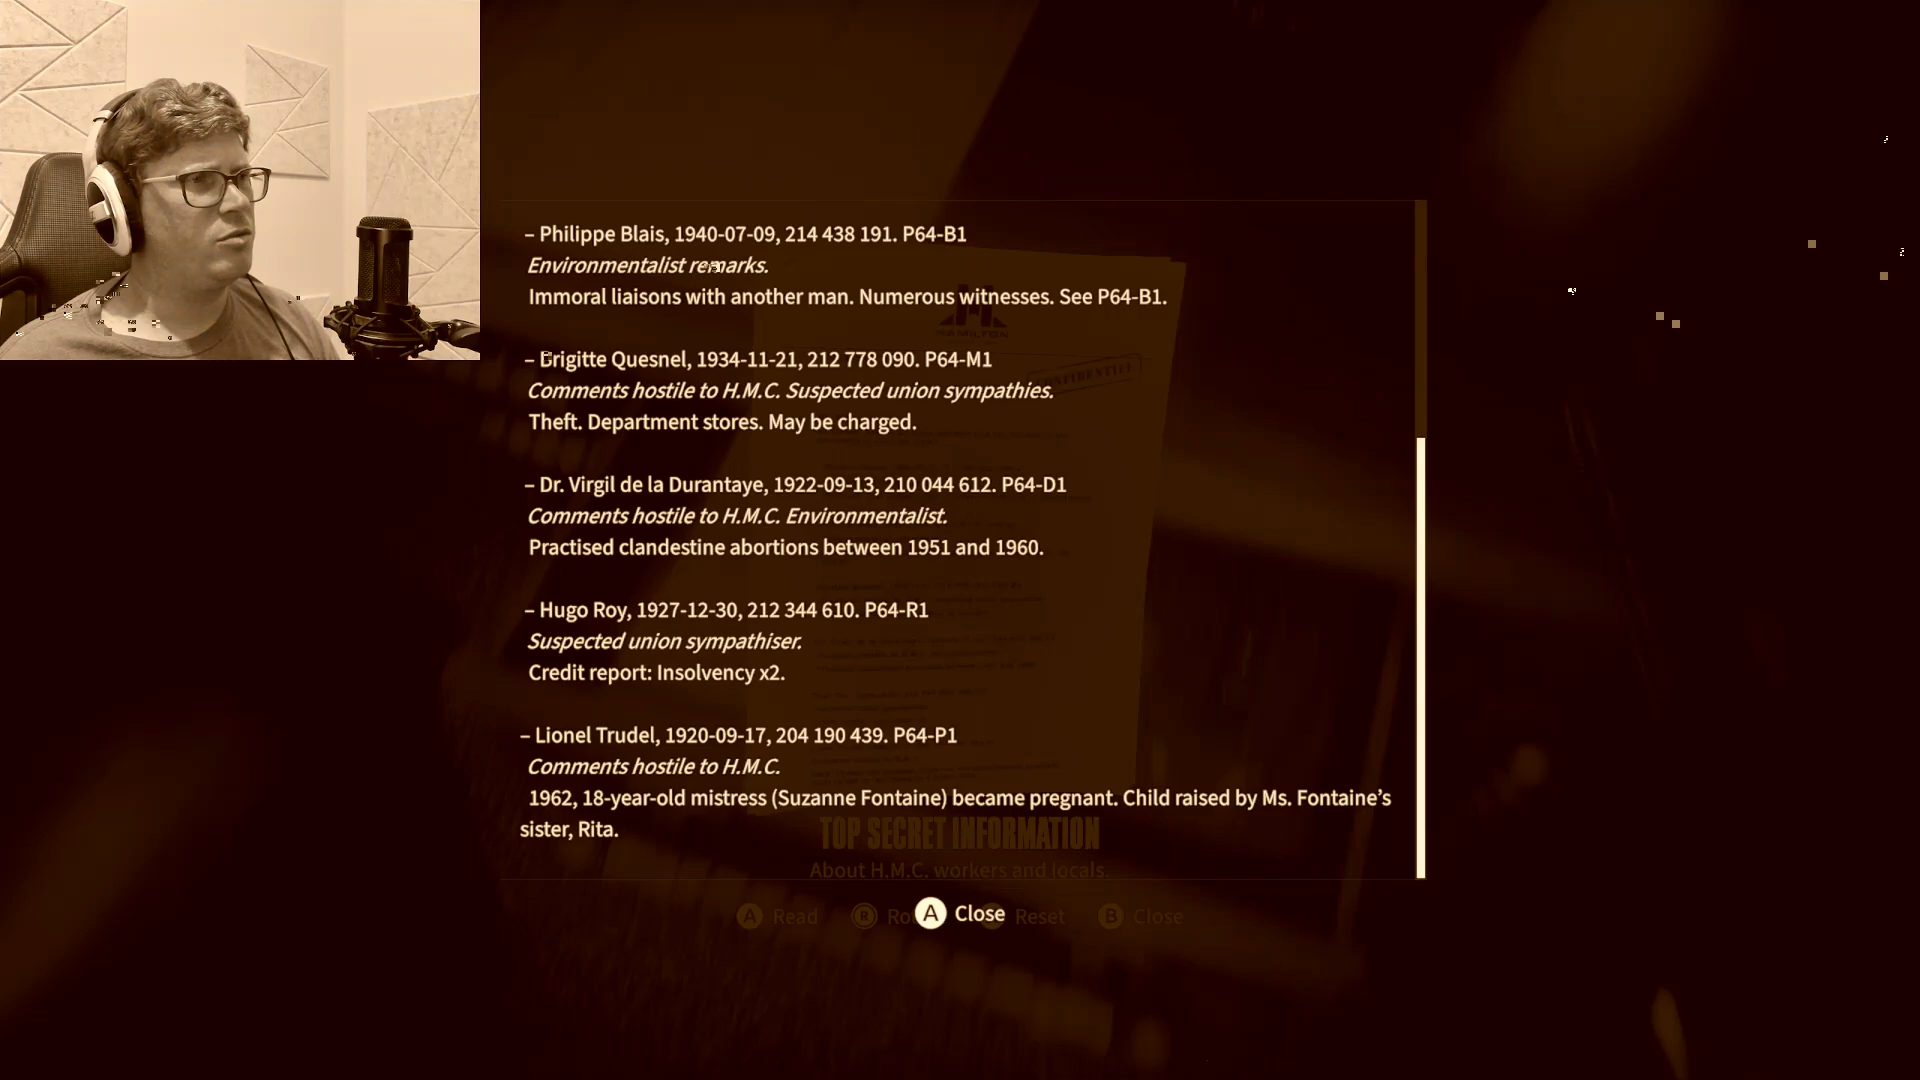 – Philippe Blais, 1940-07-09, 214 438 191. P64-B1
Environmentalist remarks.
Immoral liaisons with another man. Numerous witnesses. See P64-B1.
– Brigitte Quesnel, 1934-11-21, 212 778 090. P64-M1
Comments hostile to H.M.C. Suspected union sympathies.
Theft. Department stores. May be charged.
– Dr. Virgil de la Durantaye, 1922-09-13, 210 044 612. P64-D1
Comments hostile to H.M.C. Environmentalist.
Practised clandestine abortions between 1951 and 1960.
– Hugo Roy, 1927-12-30, 212 344 610. P64-R1
Suspected union sympathiser.
Credit report: Insolvency x2.
– Lionel Trudel, 1920-09-17, 204 190 439. P64-P1
Comments hostile to H.M.C.
1962, 18-year-old mistress (Suzanne Fontaine) became pregnant. Child raised by Ms. Fontaine's
sister, Rita.
HAMILTON
CONFIDENTIAL
TOP SECRET INFORMATION
About H.M.C. workers and locals.
A Read R A Close Reset B Close